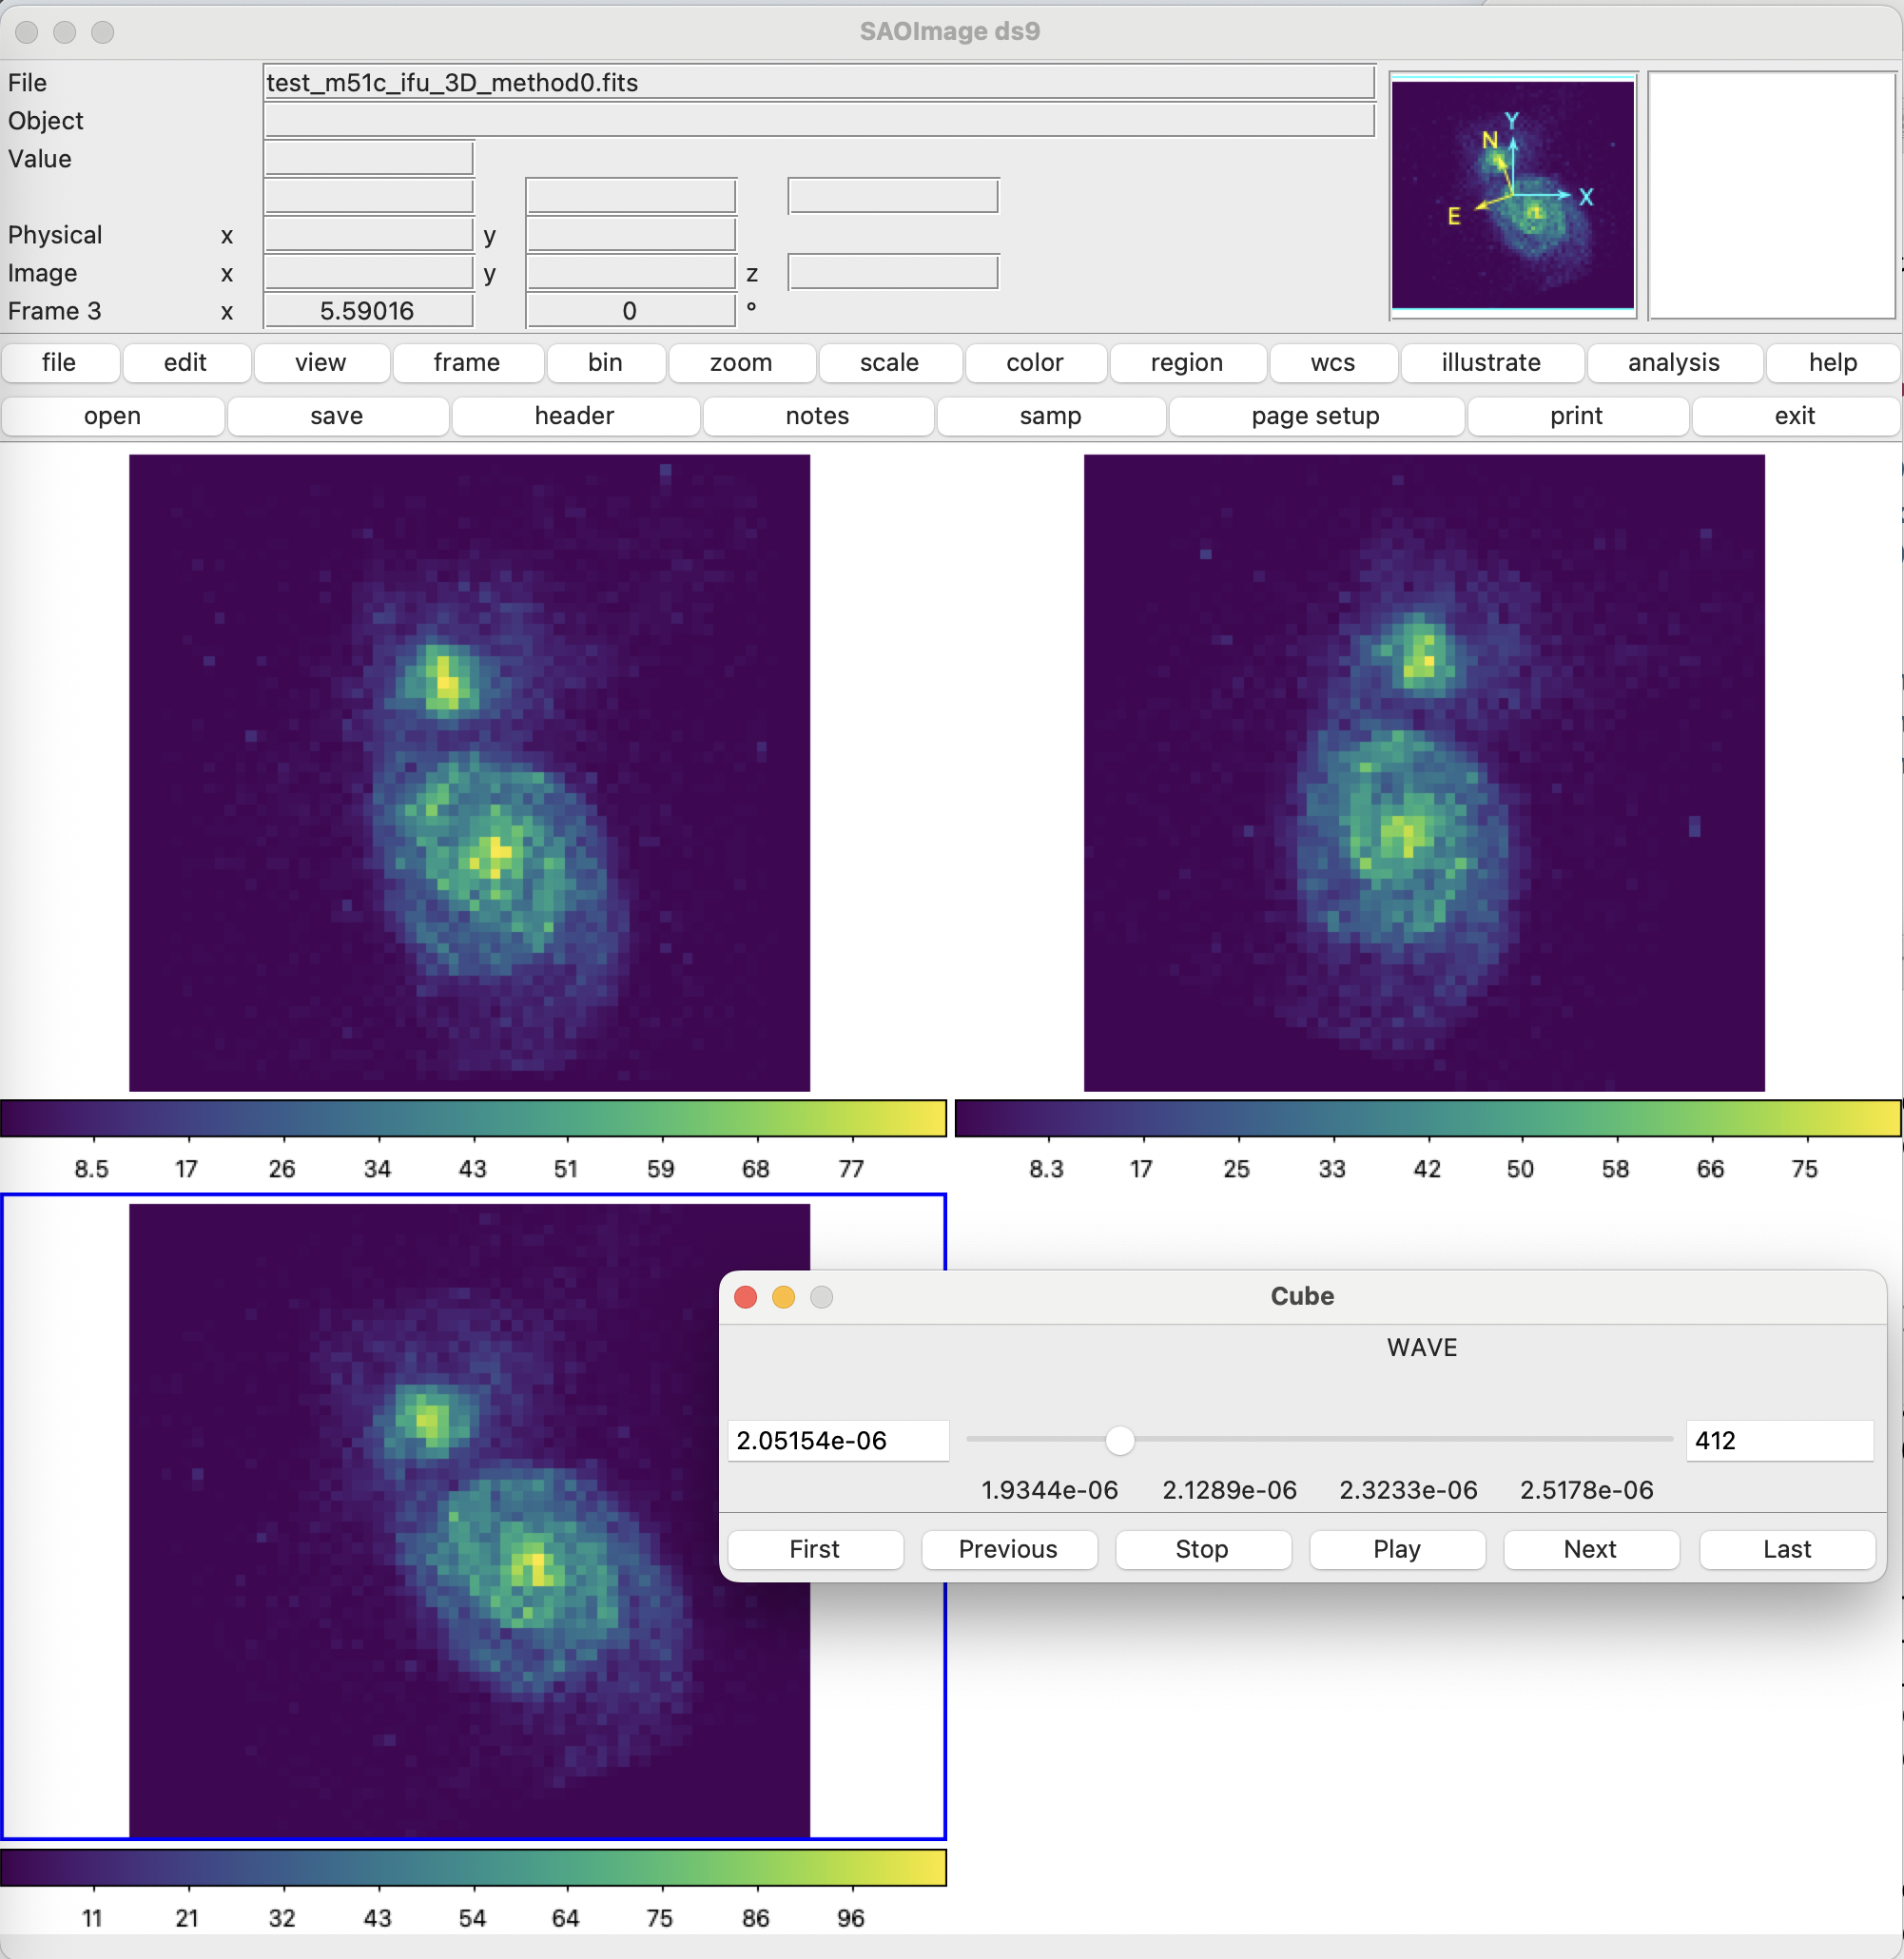 SAOImage ds9
File test_m51c_ifu_3D_method0.fits
Object
Value
Physical x y
Image x y z
Frame 3 x 5.59016 0 °
N Y X E
file edit view frame bin zoom scale color region wcs illustrate analysis help
open save header notes samp page setup print exit
8.5 17 26 34 43 51 59 68 77
8.3 17 25 33 42 50 58 66 75
Cube
WAVE
2.05154e-06 412
1.9344e-06 2.1289e-06 2.3233e-06 2.5178e-06
First Previous Stop Play Next Last
11 21 32 43 54 64 75 86 96